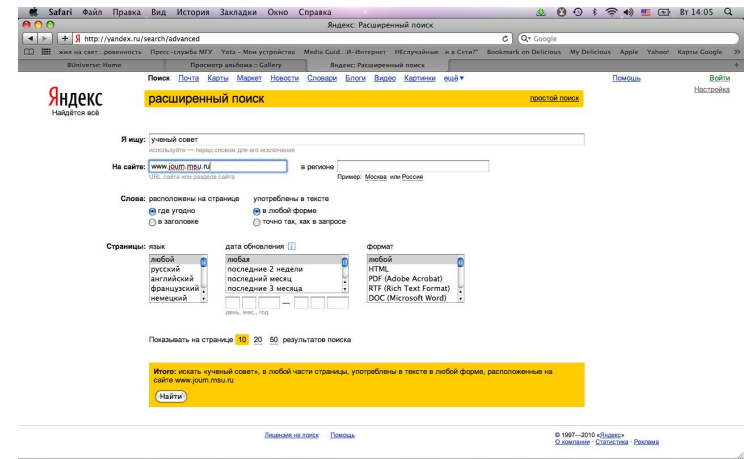 Safari Файл Правка Вид История Закладки Окно Справка Вт 14:05
Яндекс: Расширенный поиск
http://yandex.ru/search/advanced Google
жия на свет...ровенность Пресс-служба МГУ Yota - Мои устройства Media Guid...И-Интернет НЕслучайные...и в Сети?" Bookmark on Delicious My Delicious Apple Yahoo! Карты Google
BUniverse: Home Просмотр альбома :: Gallery Яндекс: Расширенный поиск
Поиск Почта Карты Маркет Новости Словари Блоги Видео Картинки ещё Помощь Войти
Настройка
Яндекс
Найдётся всё
расширенный поиск простой поиск
Я ищу: ученый совет
используйте — перед словом для его исключения
На сайте: www.journ.msu.ru в регионе
URL сайта или раздела сайта Пример: Москва или Россия
Слова: расположены на странице употреблены в тексте
где угодно в любой форме
в заголовке точно так, как в запросе
Страницы: язык дата обновления i формат
любой любая любой
русский последние 2 недели HTML
английский последний месяц PDF (Adobe Acrobat)
французский последние 3 месяца RTF (Rich Text Format)
немецкий — DOC (Microsoft Word)
день, мес., год
Показывать на странице 10 20 50 результатов поиска
Итого: искать «ученый совет», в любой части страницы, употреблены в тексте в любой форме, расположенные на
сайте www.journ.msu.ru
Найти
Лицензия на поиск Помощь © 1997—2010 «Яндекс»
О компании · Статистика · Реклама